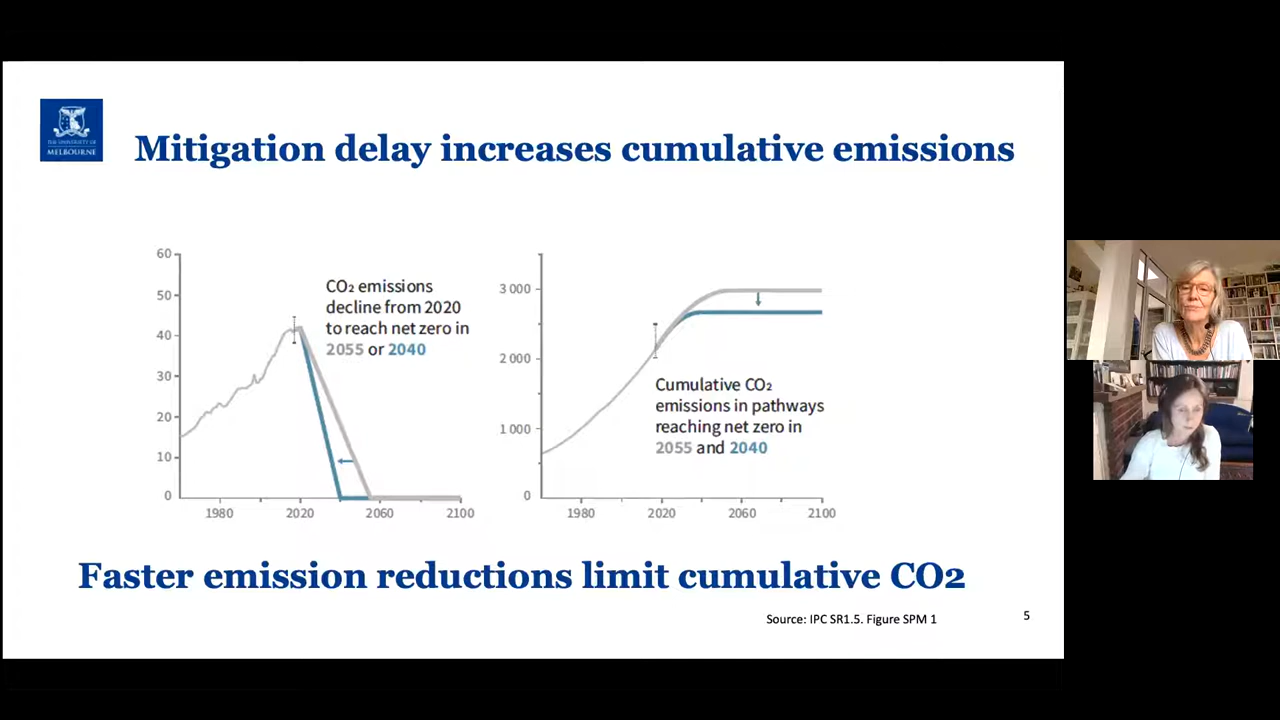 THE UNIVERSITY OF
MELBOURNE
Mitigation delay increases cumulative emissions
60
50
40
30
20
10
0
1980
2020
2060
2100
CO₂ emissions
decline from 2020
to reach net zero in
2055 or 2040
3 000
2 000
1 000
0
1980
2020
2060
2100
Cumulative CO₂
emissions in pathways
reaching net zero in
2055 and 2040
Faster emission reductions limit cumulative CO2
Source: IPC SR1.5. Figure SPM 1
5